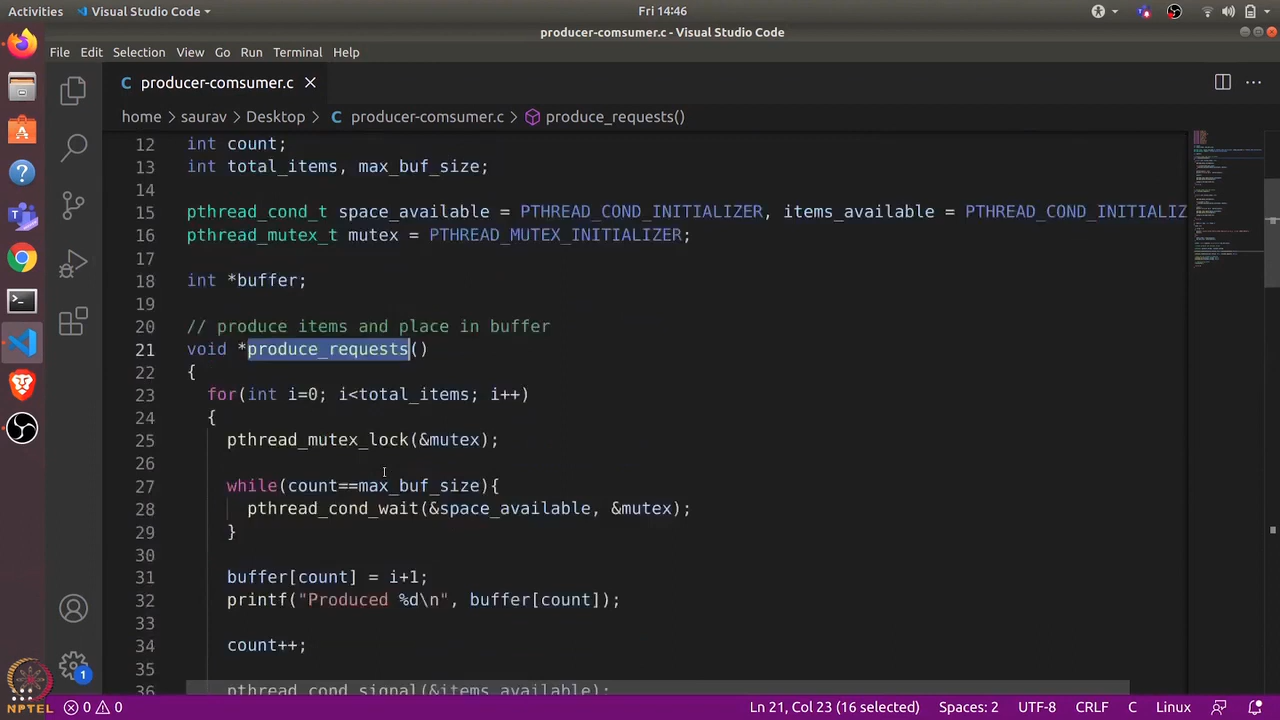 Activities Visual Studio Code Fri 14:46
producer-comsumer.c - Visual Studio Code
File Edit Selection View Go Run Terminal Help
C producer-comsumer.c
home > saurav > Desktop > C producer-comsumer.c > produce_requests()
12 int count;
13 int total_items, max_buf_size;
14
15 pthread_cond_t space_available = PTHREAD_COND_INITIALIZER, items_available = PTHREAD_COND_INITIALIZ
16 pthread_mutex_t mutex = PTHREAD_MUTEX_INITIALIZER;
17
18 int *buffer;
19
20 // produce items and place in buffer
21 void *produce_requests()
22 {
23 for(int i=0; i<total_items; i++)
24 {
25 pthread_mutex_lock(&mutex);
26
27 while(count==max_buf_size){
28 pthread_cond_wait(&space_available, &mutex);
29 }
30
31 buffer[count] = i+1;
32 printf("Produced %d\n", buffer[count]);
33
34 count++;
35
36 pthread_cond_signal(&items_available);
1
NPTEL
0 0 Ln 21, Col 23 (16 selected) Spaces: 2 UTF-8 CRLF C Linux